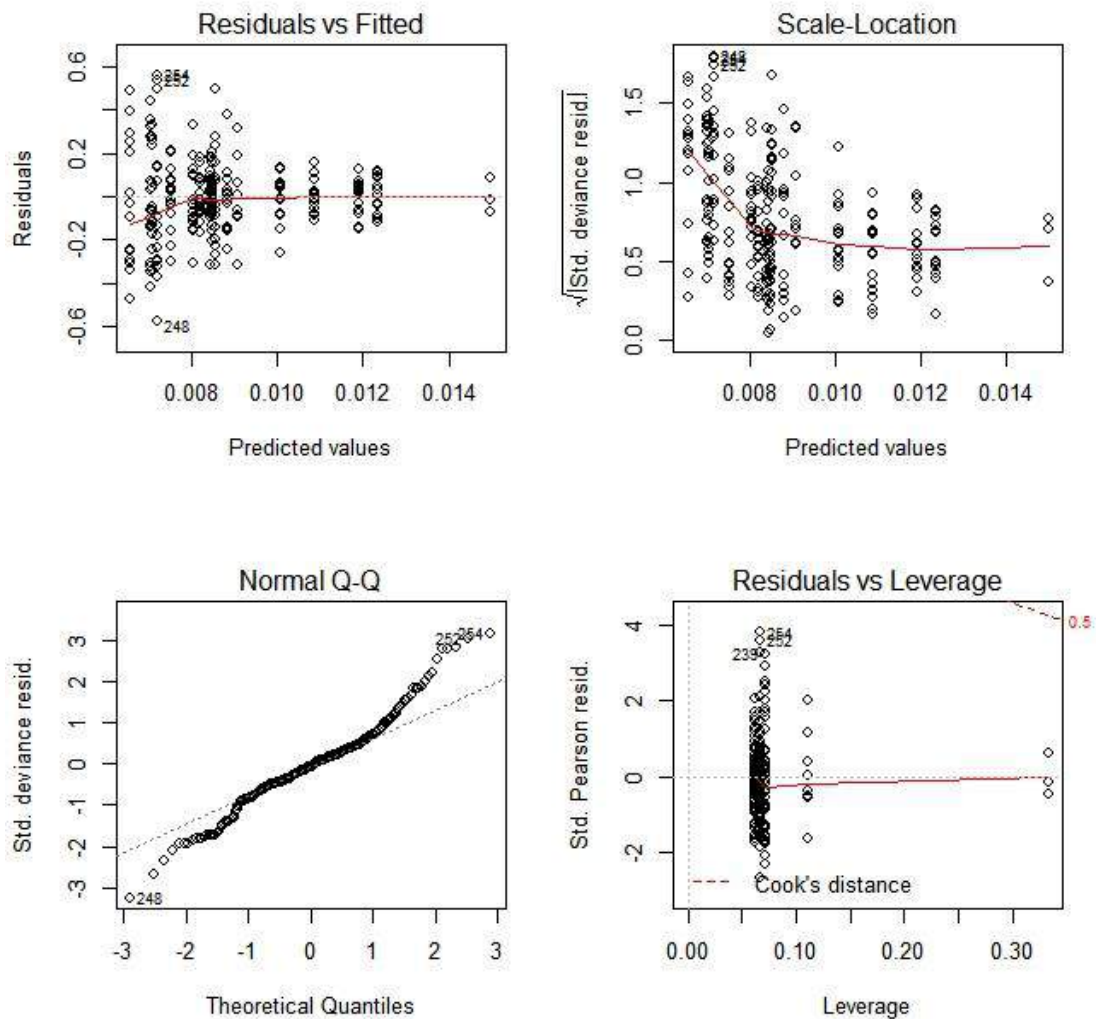 Residuals vs Fitted
Residuals
0.6
0.2
-0.2
-0.6
254
252
248
0.008 0.010 0.012 0.014
Predicted values
Scale-Location
√|Std. deviance resid.|
1.5
1.0
0.5
0.0
252
0.008 0.010 0.012 0.014
Predicted values
Normal Q-Q
Std. deviance resid.
3
2
1
0
-1
-2
-3
252 254
248
-3 -2 -1 0 1 2 3
Theoretical Quantiles
Residuals vs Leverage
Std. Pearson resid.
4
2
0
-2
254
252
239
0.5
Cook's distance
0.00 0.10 0.20 0.30
Leverage